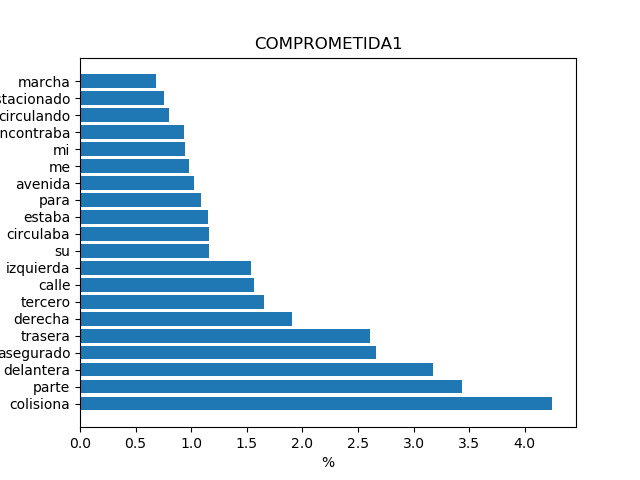 COMPROMETIDA1
marcha
stacionado
circulando
ncontraba
mi
me
avenida
para
estaba
circulaba
su
izquierda
calle
tercero
derecha
trasera
asegurado
delantera
parte
colisiona
0.0 0.5 1.0 1.5 2.0 2.5 3.0 3.5 4.0
%